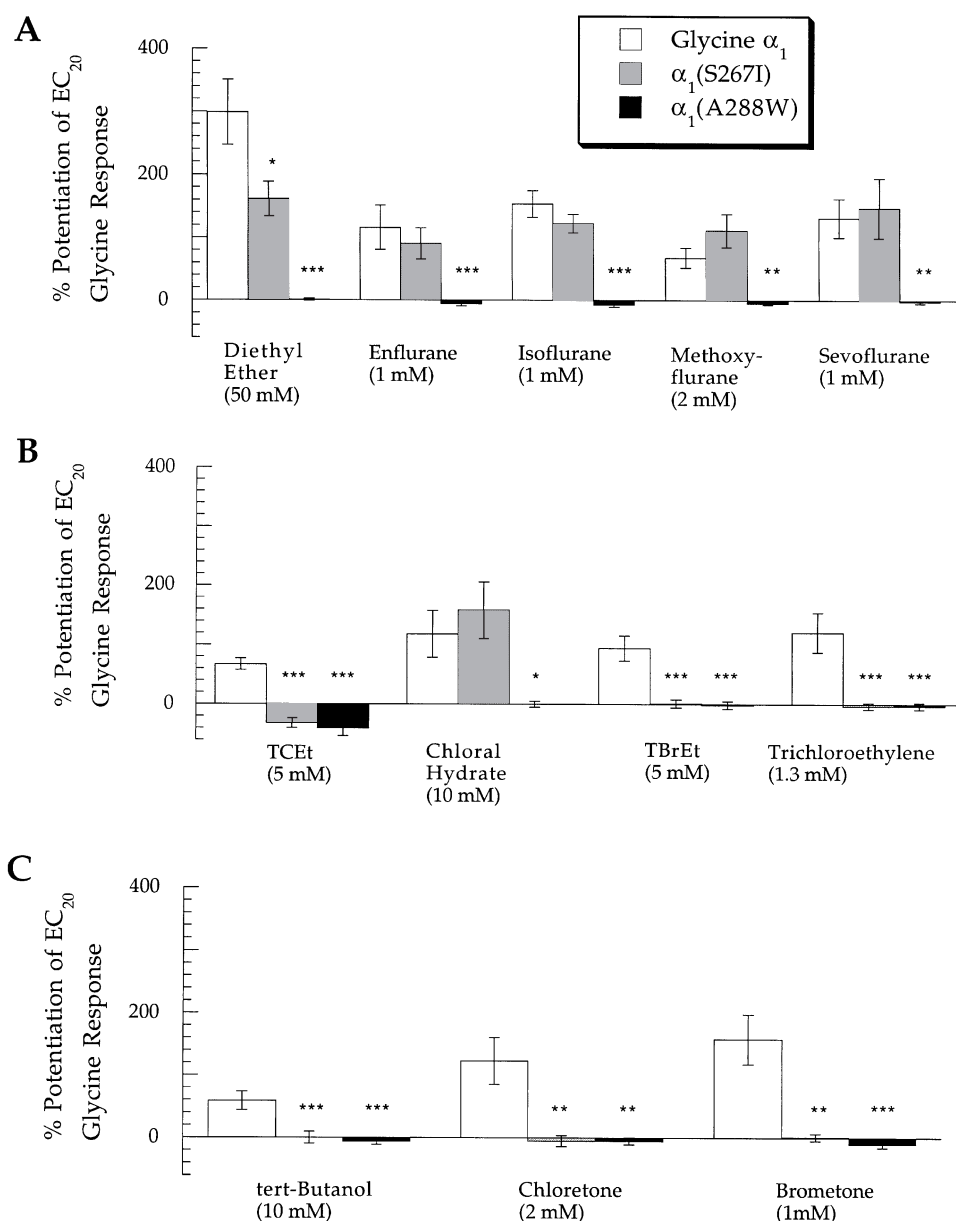 A
Glycine α1
α1(S267I)
α1(A288W)
% Potentiation of EC20
Glycine Response
400
200
0
*
***
***
***
**
**
Diethyl
Ether
(50 mM)
Enflurane
(1 mM)
Isoflurane
(1 mM)
Methoxy-
flurane
(2 mM)
Sevoflurane
(1 mM)
B
% Potentiation of EC20
Glycine Response
400
200
0
***
***
*
***
***
***
***
TCEt
(5 mM)
Chloral
Hydrate
(10 mM)
TBrEt
(5 mM)
Trichloroethylene
(1.3 mM)
C
% Potentiation of EC20
Glycine Response
400
200
0
***
***
**
**
**
***
tert-Butanol
(10 mM)
Chloretone
(2 mM)
Brometone
(1mM)